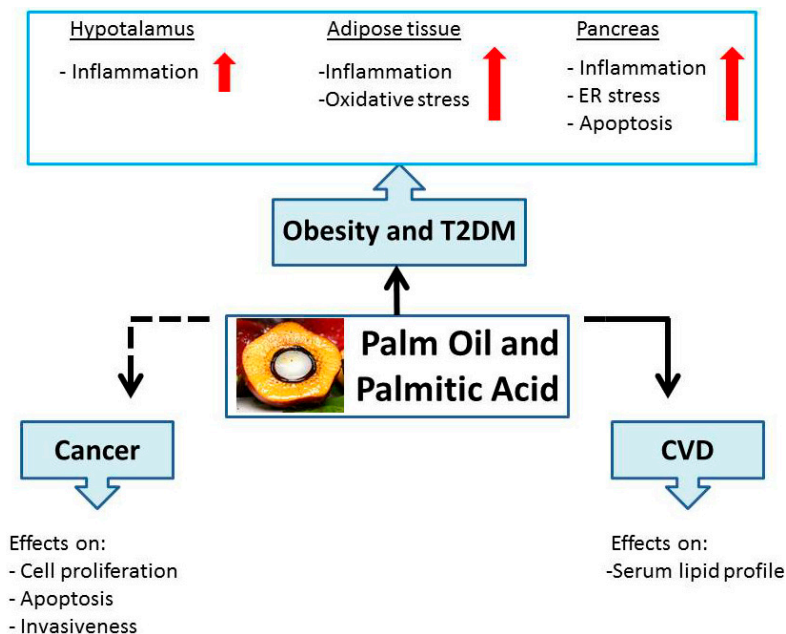 Hypotalamus
- Inflammation
Adipose tissue
-Inflammation
-Oxidative stress
Pancreas
- Inflammation
- ER stress
- Apoptosis
Obesity and T2DM
Palm Oil and
Palmitic Acid
Cancer
CVD
Effects on:
- Cell proliferation
- Apoptosis
- Invasiveness
Effects on:
-Serum lipid profile